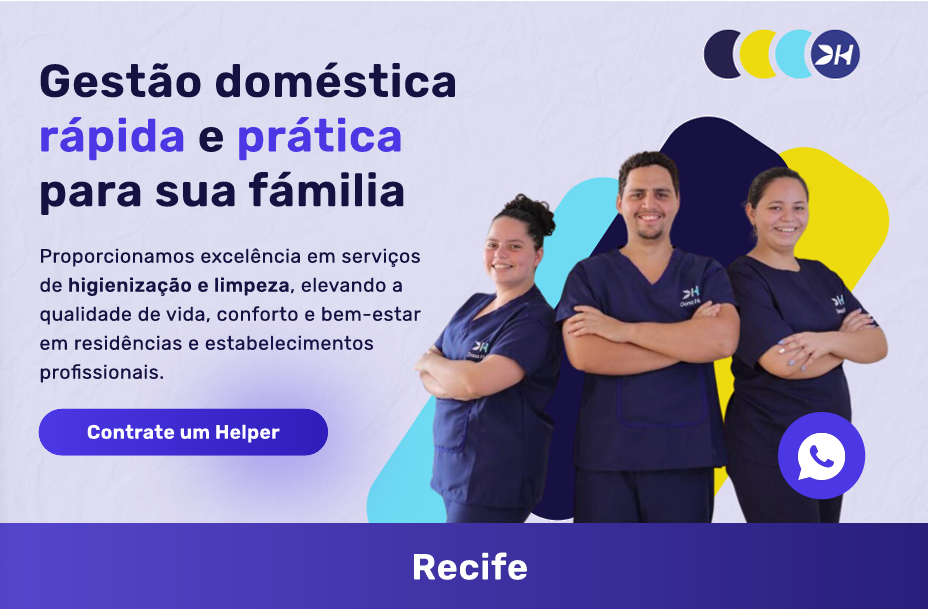 Gestão doméstica
rápida e prática
para sua fámilia
DH
Proporcionamos excelência em serviços
de higienização e limpeza, elevando a
qualidade de vida, conforto e bem-estar
em residências e estabelecimentos
profissionais.
Contrate um Helper
Recife